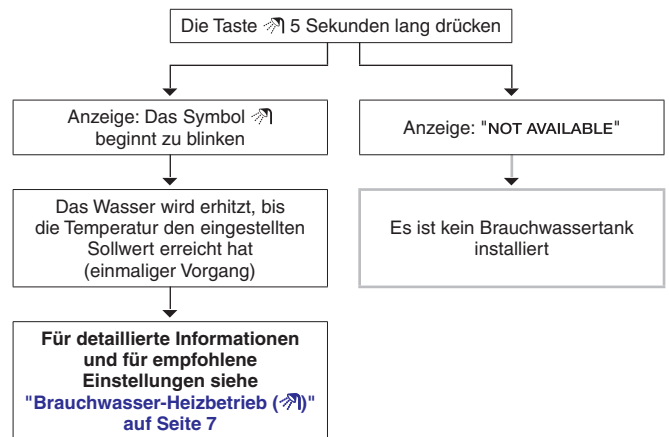 Die Taste 5 Sekunden lang drücken
Anzeige: Das Symbol
beginnt zu blinken
Anzeige: "NOT AVAILABLE"
Das Wasser wird erhitzt, bis
die Temperatur den eingestellten
Sollwert erreicht hat
(einmaliger Vorgang)
Es ist kein Brauchwassertank
installiert
Für detaillierte Informationen
und für empfohlene
Einstellungen siehe
"Brauchwasser-Heizbetrieb ()"
auf Seite 7